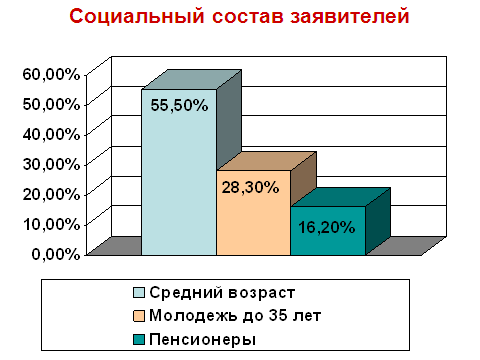 Социальный состав заявителей
60,00%
50,00%
40,00%
30,00%
20,00%
10,00%
0,00%
55,50%
28,30%
16,20%
Средний возраст
Молодежь до 35 лет
Пенсионеры